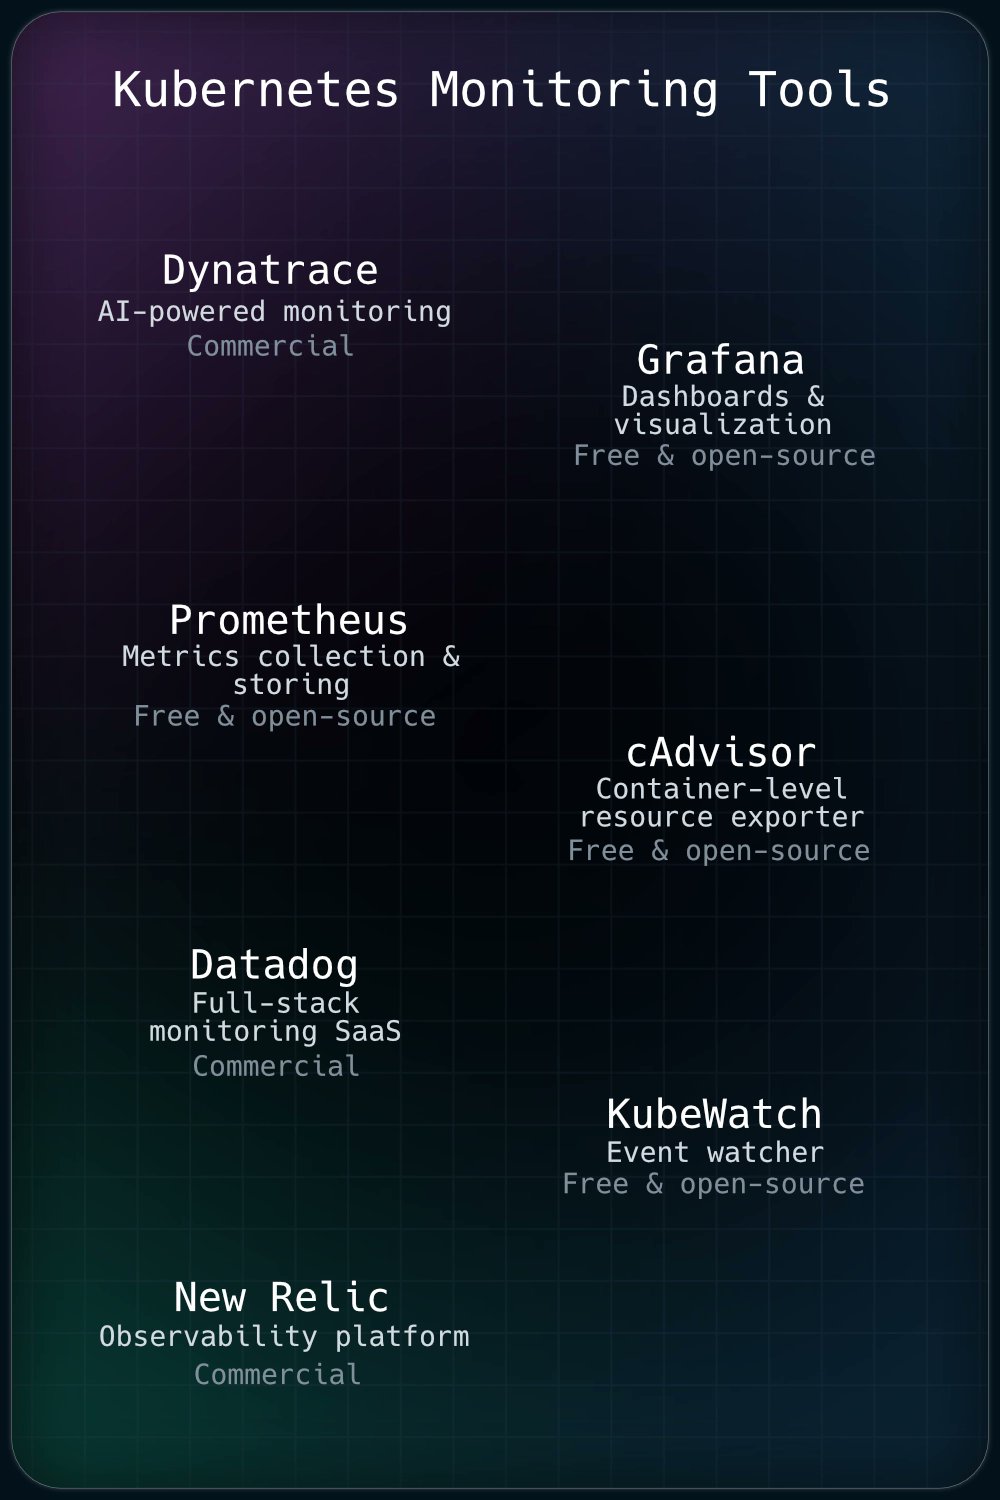 Kubernetes Monitoring Tools
Dynatrace
AI-powered monitoring
Commercial
Grafana
Dashboards &
visualization
Free & open-source
Prometheus
Metrics collection &
storing
Free & open-source
cAdvisor
Container-level
resource exporter
Free & open-source
Datadog
Full-stack
monitoring SaaS
Commercial
KubeWatch
Event watcher
Free & open-source
New Relic
Observability platform
Commercial